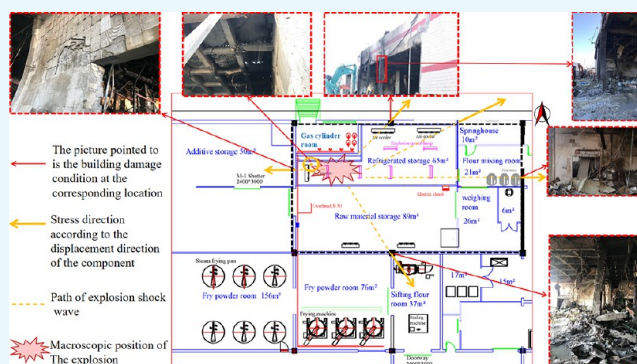 Gas cylinder
room
Additive storage 50m²
Refrigerated storage 65m²
Springhouse
10m²
Flour mixing room
21m²
weighing
room
26m²
6m²
Raw material storage 89m²
Steam frying pan
Fry powder room 156m²
Fry powder room 76m²
Frying machine
Sifting flour
room 37m²
17m²
15m²
Doorway
The picture pointed to
is the building damage
condition at the
corresponding location
Stress direction
according to the
displacement direction
of the component
Path of explosion shock
wave
Macroscopic position of
The explosion